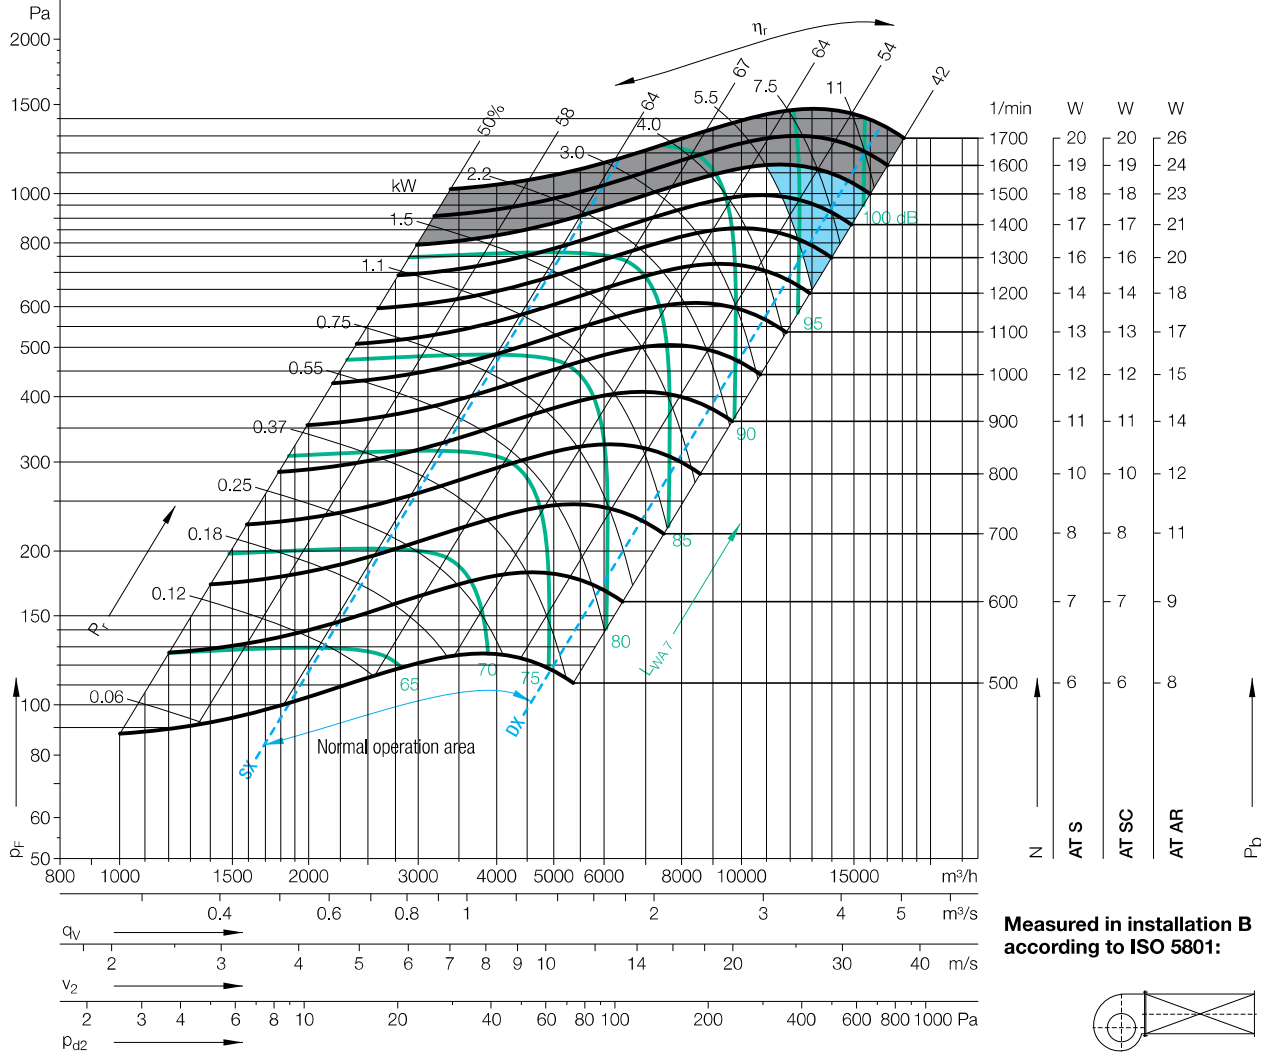 Pa
2000
1500
1000
800
600
500
400
300
200
150
100
80
60
50
pF
ηr
50%
58
64
67
64
54
42
kW
11
7.5
5.5
4.0
3.0
2.2
1.5
1.1
0.75
0.55
0.37
0.25
0.18
0.12
0.06
Pr
100 dB
95
90
85
80
75
70
65
LWA 7
SX
DX
Normal operation area
1/min W W W
1700 20 20 26
1600 19 19 24
1500 18 18 23
1400 17 17 21
1300 16 16 20
1200 14 14 18
1100 13 13 17
1000 12 12 15
900 11 11 14
800 10 10 12
700 8 8 11
600 7 7 9
500 6 6 8
N AT S AT SC AT AR Pb
800 1000 1500 2000 3000 4000 5000 6000 8000 10000 15000 m³/h
0.4 0.6 0.8 1 2 3 4 5 m³/s
qV
2 3 4 5 6 7 8 9 10 14 20 30 40 m/s
v2
2 3 4 6 8 10 20 40 60 80 100 200 400 600 800 1000 Pa
pd2
Measured in installation B
according to ISO 5801: